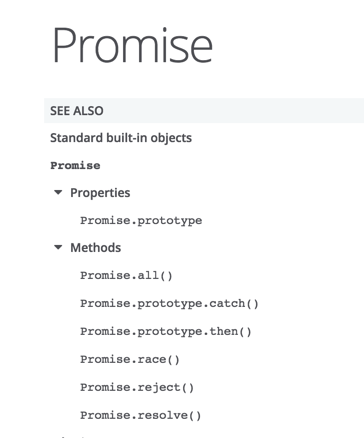 Promise
SEE ALSO
Standard built-in objects
Promise
Properties
Promise.prototype
Methods
Promise.all()
Promise.prototype.catch()
Promise.prototype.then()
Promise.race()
Promise.reject()
Promise.resolve()